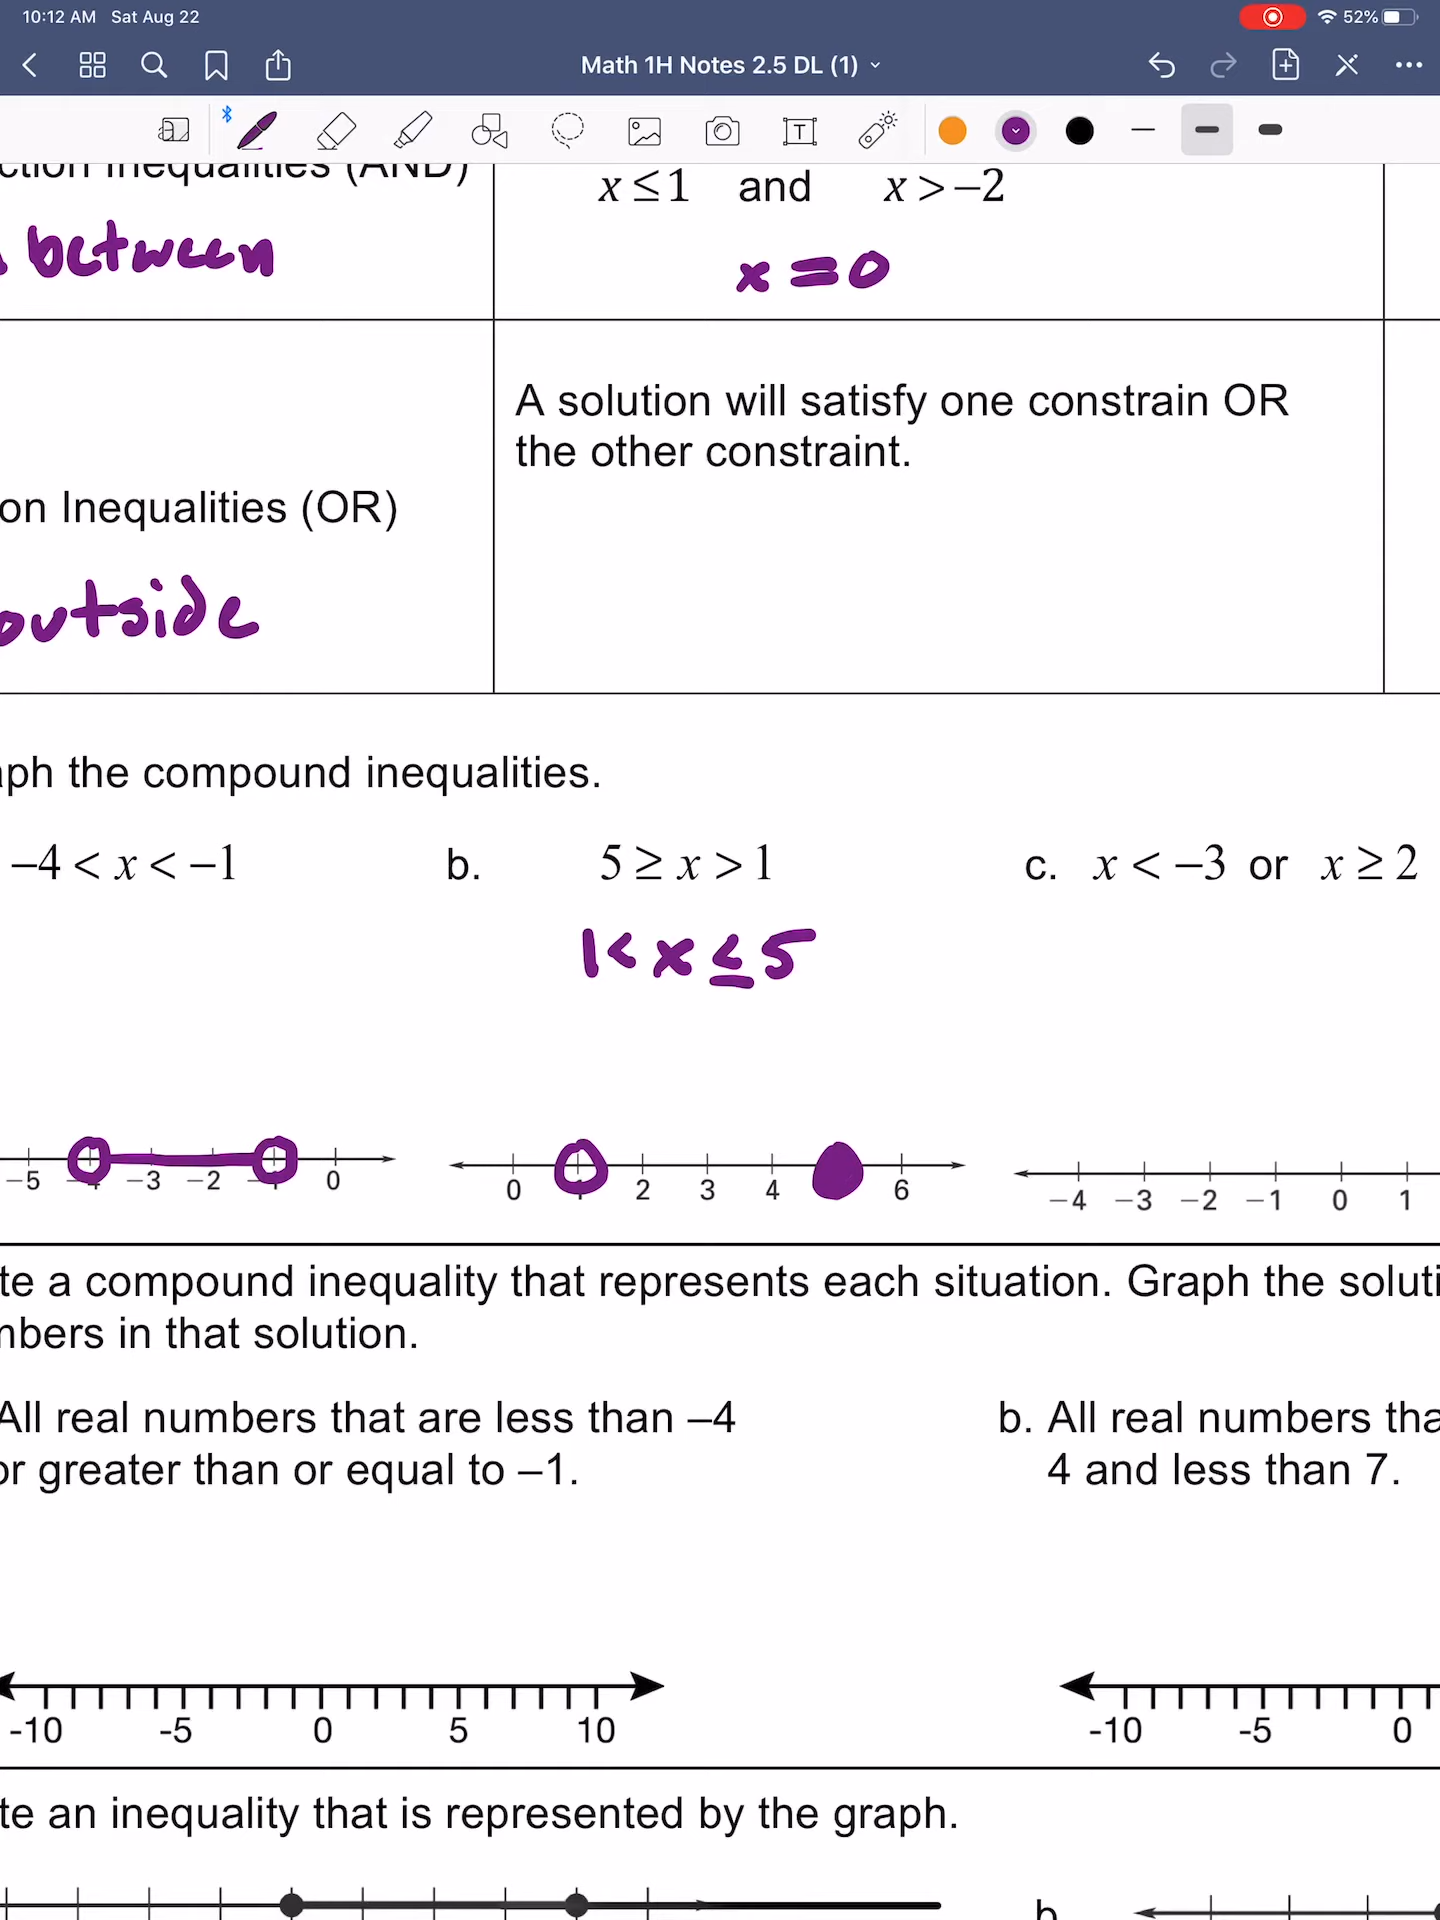 10:12 AM Sat Aug 22
52%
Math 1H Notes 2.5 DL (1)
ction Inequalities (AND)
x ≤ 1 and x > −2
between
x = 0
A solution will satisfy one constrain OR
the other constraint.
on Inequalities (OR)
outside
aph the compound inequalities.
−4 < x < −1
b. 5 ≥ x > 1
c. x < −3 or x ≥ 2
1 < x ≤ 5
−5 −3 −2 0
0 2 3 4 6
−4 −3 −2 −1 0 1
te a compound inequality that represents each situation. Graph the soluti
mbers in that solution.
All real numbers that are less than −4
or greater than or equal to −1.
b. All real numbers tha
4 and less than 7.
-10 -5 0 5 10
-10 -5 0
te an inequality that is represented by the graph.
b